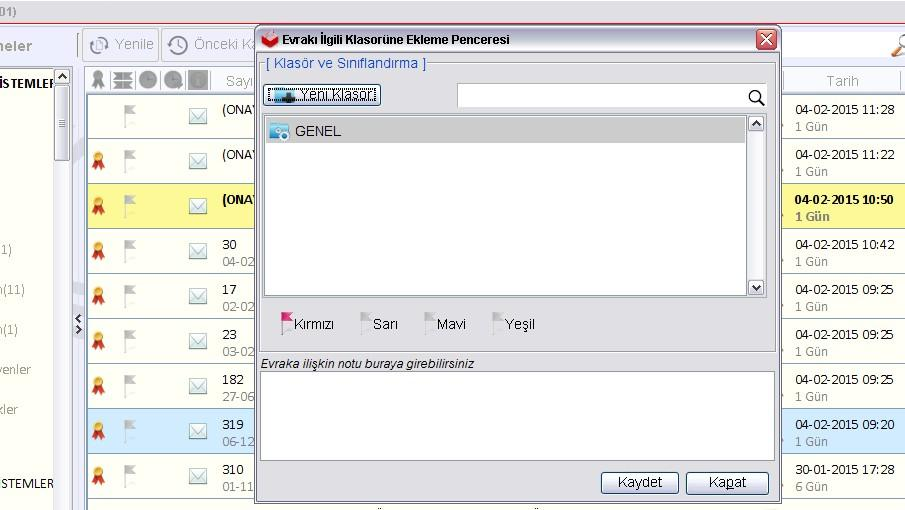 01)
neler
Yenile
Önceki Ka
İSTEMLER
Sayı
Tarih
(ONAY
04-02-2015 11:28
1 Gün
(ONAY
04-02-2015 11:22
1 Gün
(ONAY
04-02-2015 10:50
1 Gün
1)
30
04-02
04-02-2015 10:42
1 Gün
(11)
17
02-02
04-02-2015 09:25
1 Gün
(1)
23
03-02
04-02-2015 09:25
1 Gün
venler
182
27-06
04-02-2015 09:25
1 Gün
kler
319
06-12
04-02-2015 09:20
1 Gün
İSTEMLER
310
01-11
30-01-2015 17:28
6 Gün
Evrakı İlgili Klasorüne Ekleme Penceresi
[ Klasör ve Sınıflandırma ]
Yeni Klasör
GENEL
Kırmızı Sarı Mavi Yeşil
Evraka ilişkin notu buraya girebilirsiniz
Kaydet Kapat